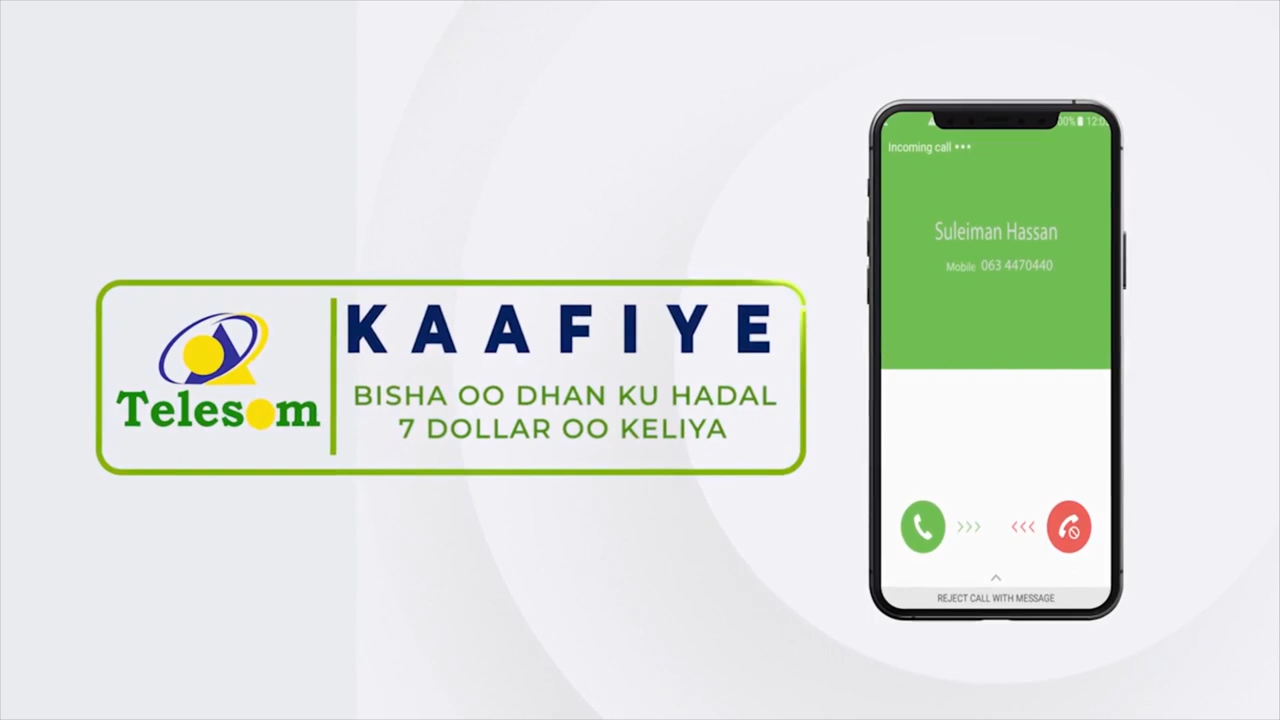 Telesom
KAAFIYE
BISHA OO DHAN KU HADAL
7 DOLLAR OO KELIYA
Incoming call •••
Suleiman Hassan
Mobile 063 4470440
REJECT CALL WITH MESSAGE